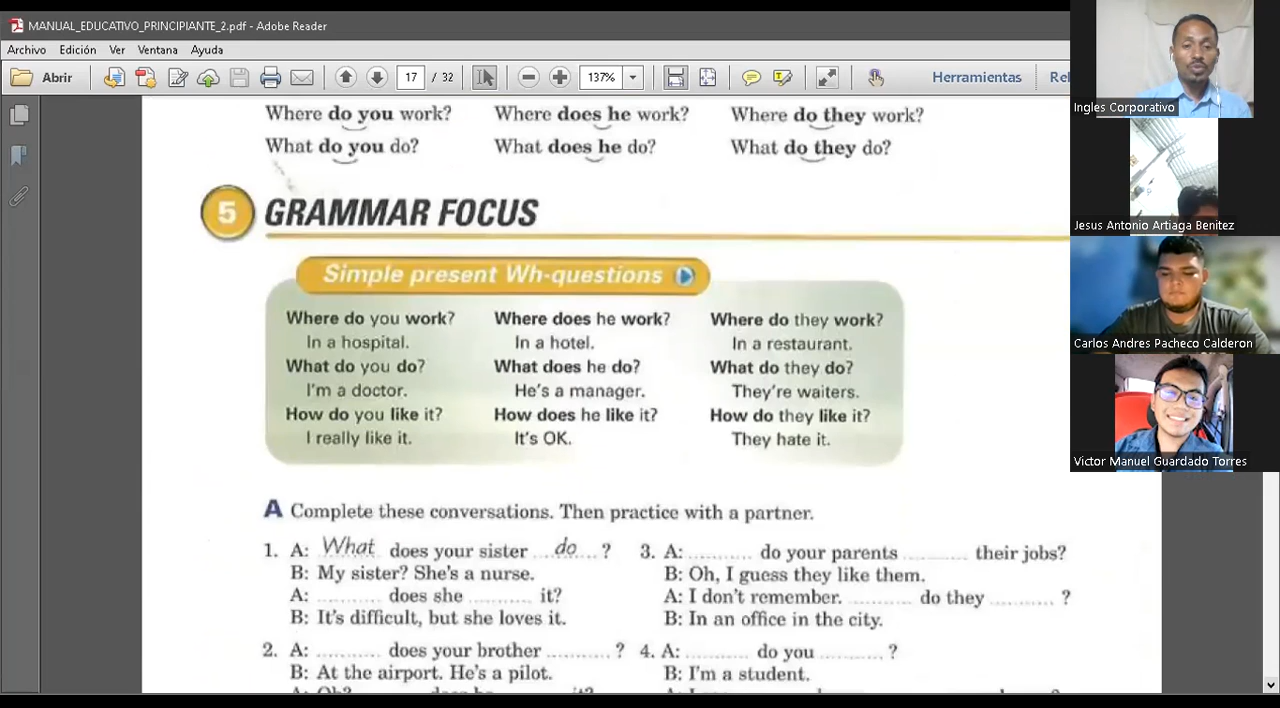 MANUAL_EDUCATIVO_PRINCIPIANTE_2.pdf - Adobe Reader
Archivo Edición Ver Ventana Ayuda
Abrir 17 / 32 137% Herramientas
Where do you work? Where does he work? Where do they work?
What do you do? What does he do? What do they do?
5 GRAMMAR FOCUS
Simple present Wh-questions
Where do you work? Where does he work? Where do they work?
In a hospital. In a hotel. In a restaurant.
What do you do? What does he do? What do they do?
I'm a doctor. He's a manager. They're waiters.
How do you like it? How does he like it? How do they like it?
I really like it. It's OK. They hate it.
A Complete these conversations. Then practice with a partner.
1. A: What does your sister do ?
B: My sister? She's a nurse.
A: .......... does she .......... it?
B: It's difficult, but she loves it.
2. A: .......... does your brother .......... ?
B: At the airport. He's a pilot.
3. A: .......... do your parents .......... their jobs?
B: Oh, I guess they like them.
A: I don't remember. .......... do they .......... ?
B: In an office in the city.
4. A: .......... do you .......... ?
B: I'm a student.
Ingles Corporativo
Jesus Antonio Artiaga Benitez
Carlos Andres Pacheco Calderon
Victor Manuel Guardado Torres